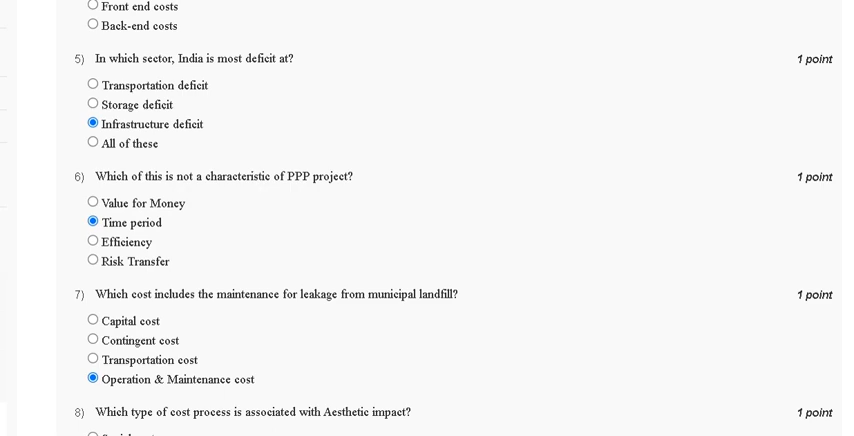 Front end costs
Back-end costs
5) In which sector, India is most deficit at? 1 point
Transportation deficit
Storage deficit
Infrastructure deficit
All of these
6) Which of this is not a characteristic of PPP project? 1 point
Value for Money
Time period
Efficiency
Risk Transfer
7) Which cost includes the maintenance for leakage from municipal landfill? 1 point
Capital cost
Contingent cost
Transportation cost
Operation & Maintenance cost
8) Which type of cost process is associated with Aesthetic impact? 1 point